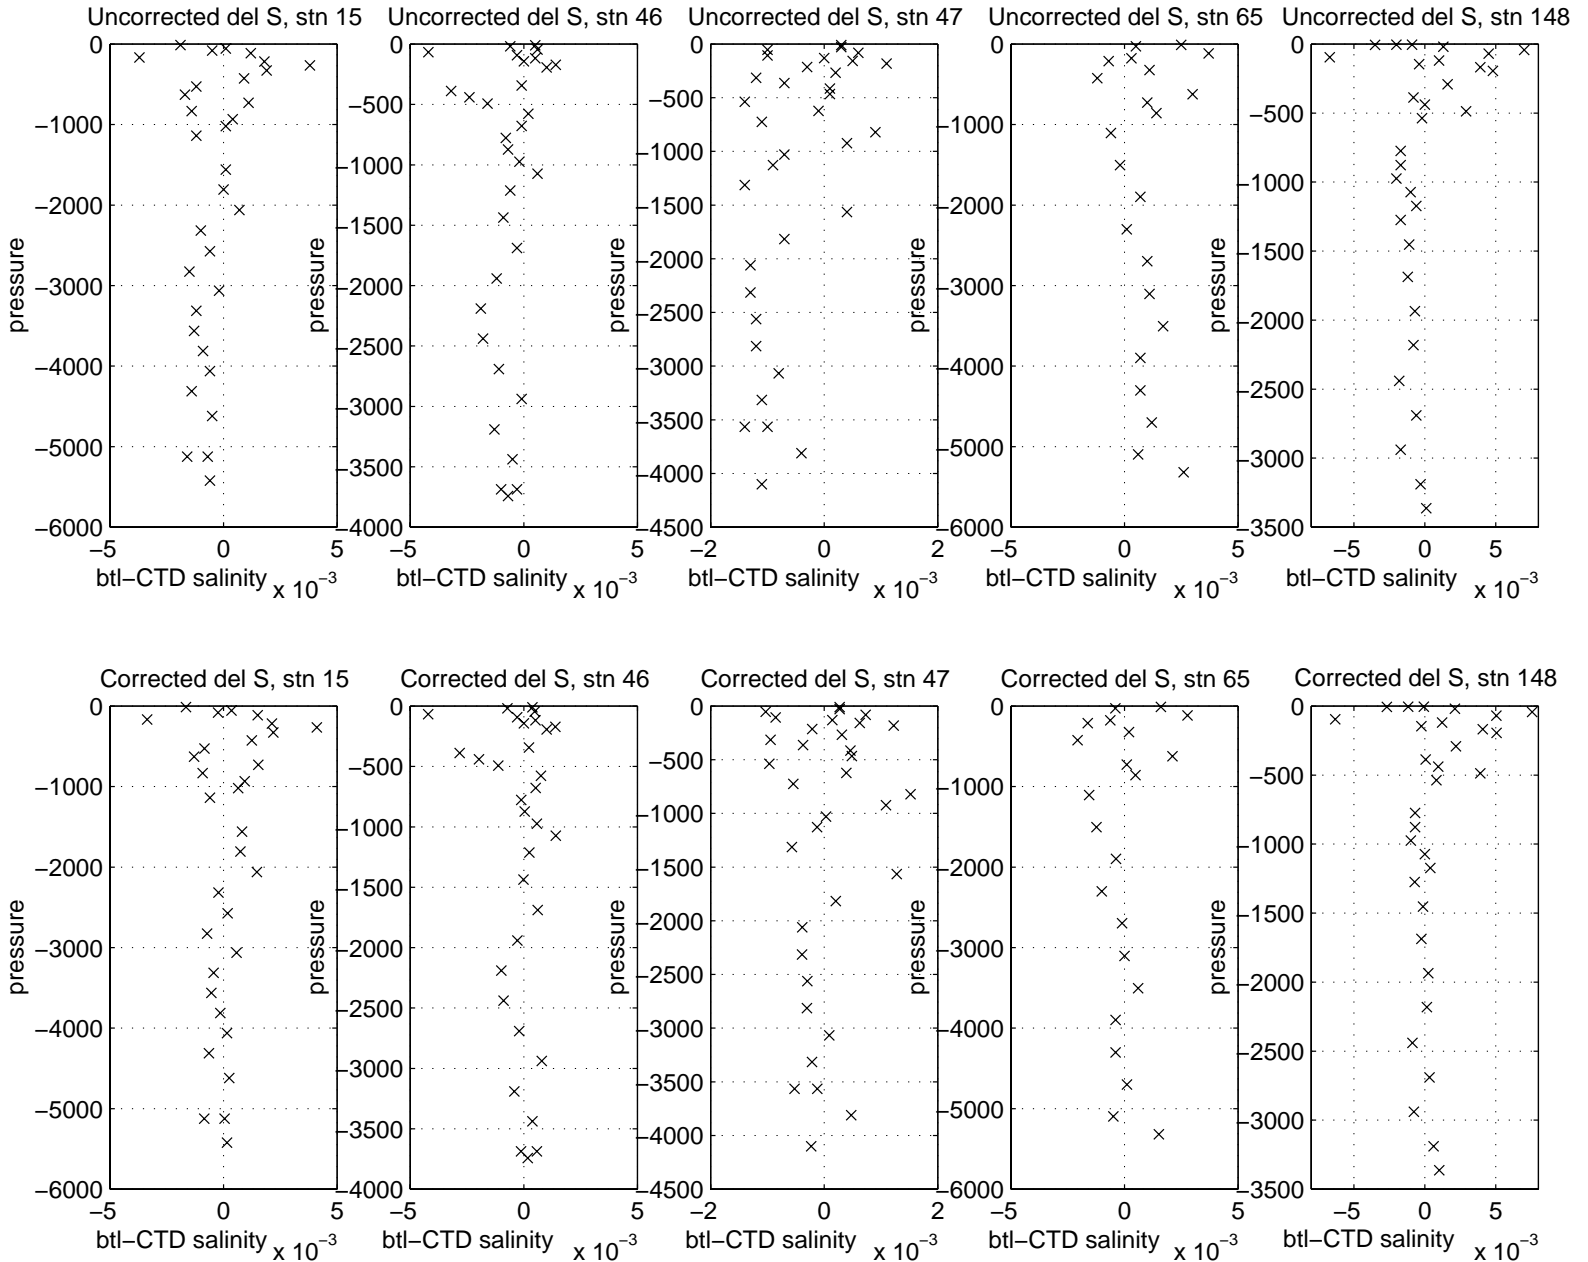 Uncorrected del S, stn 15
0
−1000
−2000
−3000
−4000
−5000
−6000
pressure
−5 0 5
btl−CTD salinity x 10−3
Uncorrected del S, stn 46
0
−500
−1000
−1500
−2000
−2500
−3000
−3500
−4000
pressure
−5 0 5
btl−CTD salinity x 10−3
Uncorrected del S, stn 47
0
−500
−1000
−1500
−2000
−2500
−3000
−3500
−4000
−4500
pressure
−2 0 2
btl−CTD salinity x 10−3
Uncorrected del S, stn 65
0
−1000
−2000
−3000
−4000
−5000
−6000
pressure
−5 0 5
btl−CTD salinity x 10−3
Uncorrected del S, stn 148
0
−500
−1000
−1500
−2000
−2500
−3000
−3500
pressure
−5 0 5
btl−CTD salinity x 10−3
Corrected del S, stn 15
0
−1000
−2000
−3000
−4000
−5000
−6000
pressure
−5 0 5
btl−CTD salinity x 10−3
Corrected del S, stn 46
0
−500
−1000
−1500
−2000
−2500
−3000
−3500
−4000
pressure
−5 0 5
btl−CTD salinity x 10−3
Corrected del S, stn 47
0
−500
−1000
−1500
−2000
−2500
−3000
−3500
−4000
−4500
pressure
−2 0 2
btl−CTD salinity x 10−3
Corrected del S, stn 65
0
−1000
−2000
−3000
−4000
−5000
−6000
pressure
−5 0 5
btl−CTD salinity x 10−3
Corrected del S, stn 148
0
−500
−1000
−1500
−2000
−2500
−3000
−3500
pressure
−5 0 5
btl−CTD salinity x 10−3